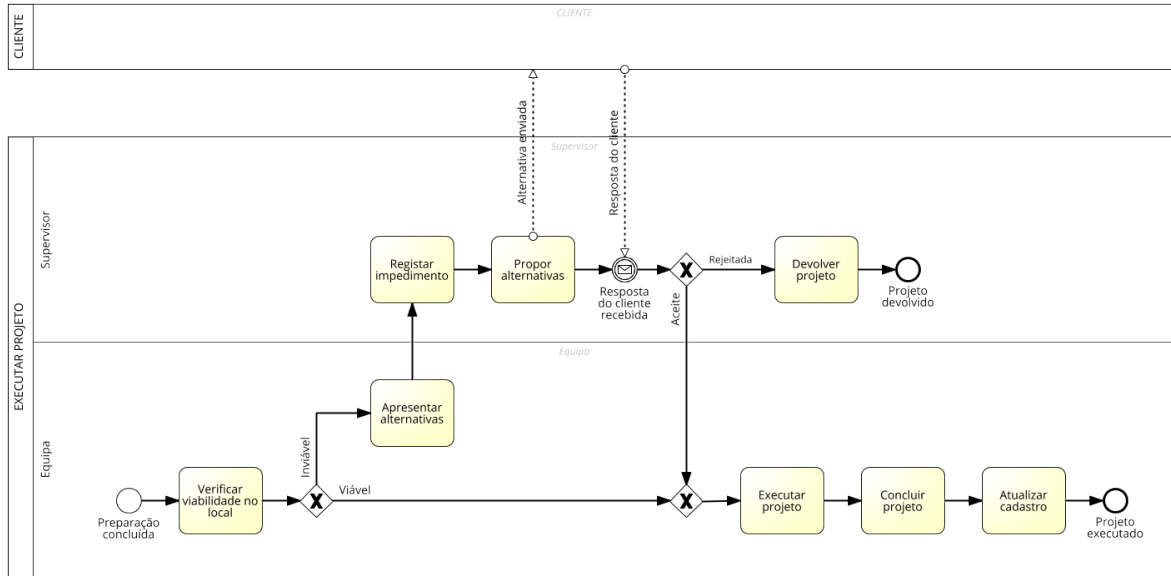 CLIENTE
CLIENTE
Alternativa enviada
Resposta do cliente
EXECUTAR PROJETO
Supervisor
Supervisor
Registar
impedimento
Propor
alternativas
Resposta
do cliente
recebida
Rejeitada
Aceite
Devolver
projeto
Projeto
devolvido
Equipa
Equipa
Apresentar
alternativas
Inviável
Viável
Preparação
concluída
Verificar
viabilidade no
local
Executar
projeto
Concluir
projeto
Atualizar
cadastro
Projeto
executado